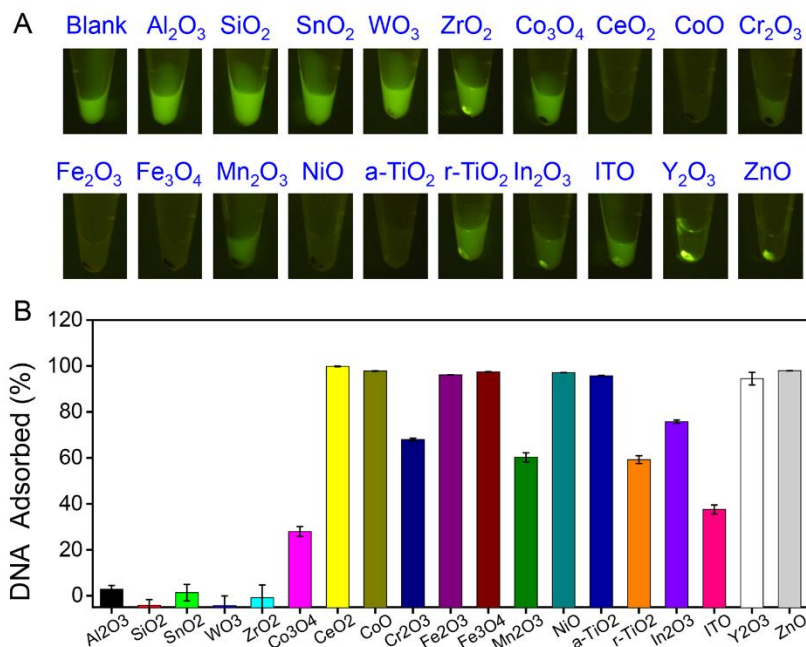 A
Blank Al₂O₃ SiO₂ SnO₂ WO₃ ZrO₂ Co₃O₄ CeO₂ CoO Cr₂O₃
Fe₂O₃ Fe₃O₄ Mn₂O₃ NiO a-TiO₂ r-TiO₂ In₂O₃ ITO Y₂O₃ ZnO
B
DNA Adsorbed (%)
120
100
80
60
40
20
0
Al2O3 SiO2 SnO2 WO3 ZrO2 Co3O4 CeO2 CoO Cr2O3 Fe2O3 Fe3O4 Mn2O3 NiO a-TiO2 r-TiO2 In2O3 ITO Y2O3 ZnO